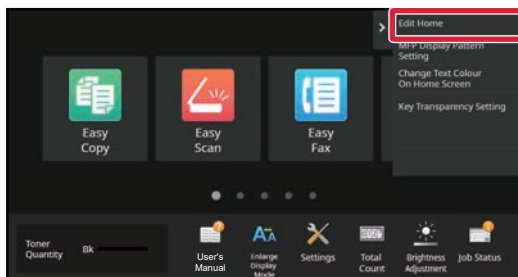 Edit Home
MFP Display Pattern
Setting
Change Text Colour
On Home Screen
Key Transparency Setting
Easy
Copy
Easy
Scan
Easy
Fax
Toner
Quantity
Bk
User's
Manual
Enlarge
Display
Mode
Settings
Total
Count
Brightness
Adjustment
Job Status